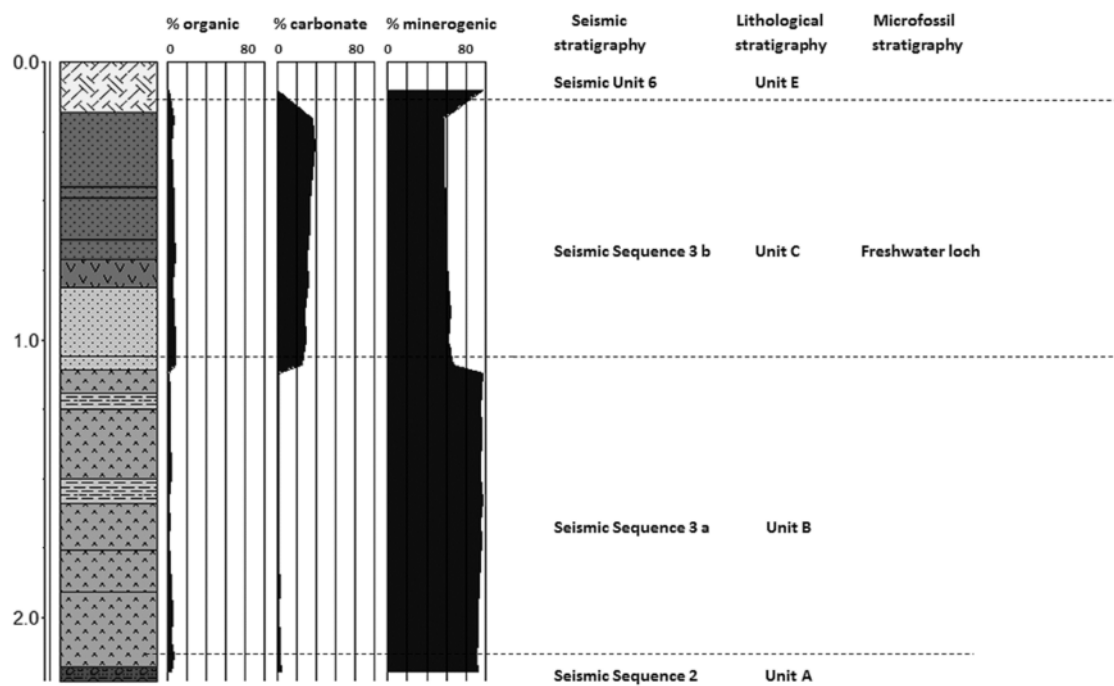 % organic % carbonate % minerogenic Seismic Lithological Microfossil
stratigraphy stratigraphy stratigraphy
0 80 0 80 0 80
0.0
Seismic Unit 6 Unit E
Seismic Sequence 3 b Unit C Freshwater loch
1.0
Seismic Sequence 3 a Unit B
2.0
Seismic Sequence 2 Unit A